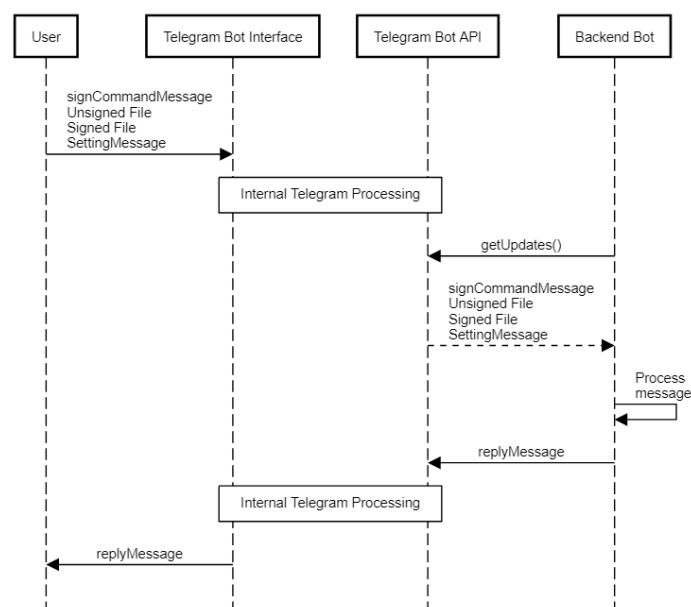 User
Telegram Bot Interface
Telegram Bot API
Backend Bot
signCommandMessage
Unsigned File
Signed File
SettingMessage
Internal Telegram Processing
getUpdates()
signCommandMessage
Unsigned File
Signed File
SettingMessage
Process
message
replyMessage
Internal Telegram Processing
replyMessage